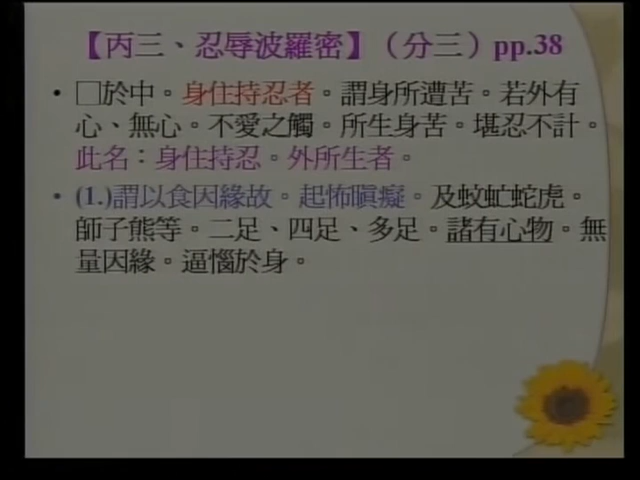 【丙三、忍辱波羅密】（分三）pp.38
• □於中。身住持忍者。謂身所遭苦。若外有
心、無心。不愛之觸。所生身苦。堪忍不計。
此名：身住持忍。外所生者。
• (1.)謂以食因緣故。起怖瞋癡。及蚊虻蛇虎。
師子熊等。二足、四足、多足。諸有心物。無
量因緣。逼惱於身。